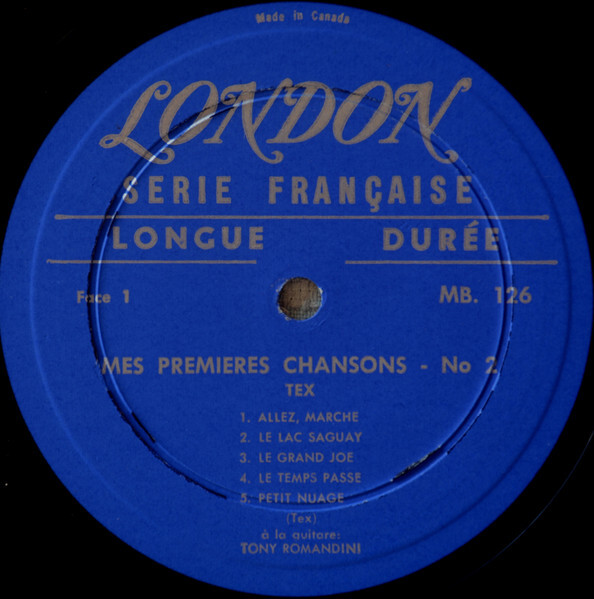 Made in Canada
LONDON
SERIE FRANÇAISE
LONGUE DURÉE
Face 1 MB. 126
MES PREMIERES CHANSONS - No 2
TEX
1. ALLEZ, MARCHE
2. LE LAC SAGUAY
3. LE GRAND JOE
4. LE TEMPS PASSE
5. PETIT NUAGE
(Tex)
à la guitare:
TONY ROMANDINI